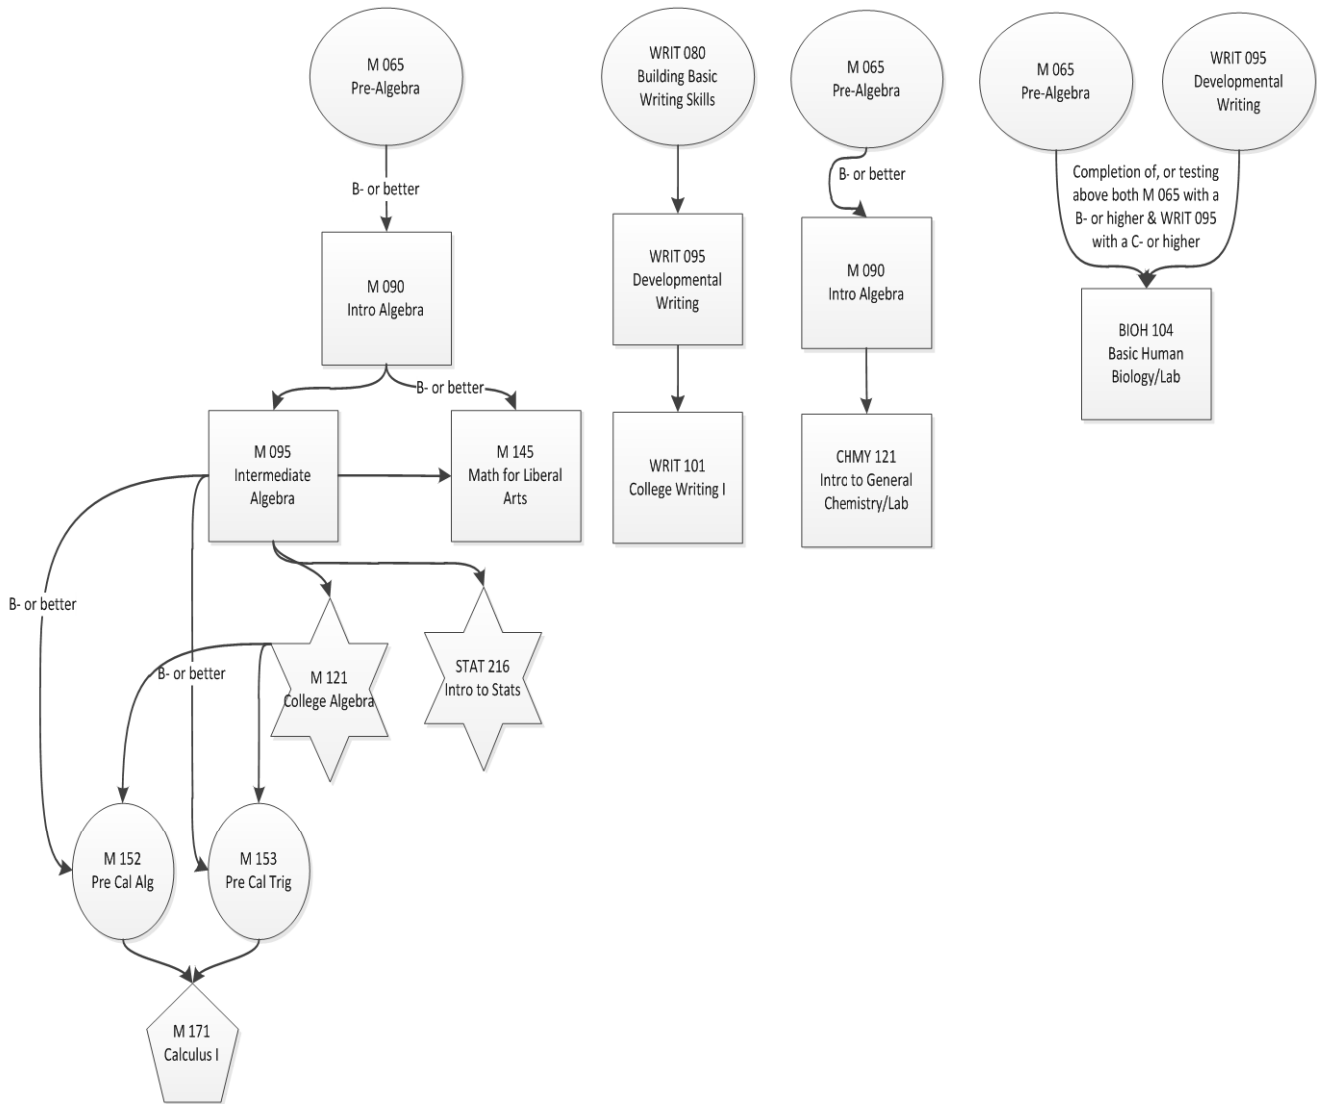 M 065
Pre-Algebra
B- or better
M 090
Intro Algebra
B- or better
M 095
Intermediate
Algebra
M 145
Math for Liberal
Arts
B- or better
B- or better
M 121
College Algebra
STAT 216
Intro to Stats
M 152
Pre Cal Alg
M 153
Pre Cal Trig
M 171
Calculus I
WRIT 080
Building Basic
Writing Skills
WRIT 095
Developmental
Writing
WRIT 101
College Writing I
M 065
Pre-Algebra
B- or better
M 090
Intro Algebra
CHMY 121
Intro to General
Chemistry/Lab
M 065
Pre-Algebra
WRIT 095
Developmental
Writing
Completion of, or testing
above both M 065 with a
B- or higher & WRIT 095
with a C- or higher
BIOH 104
Basic Human
Biology/Lab